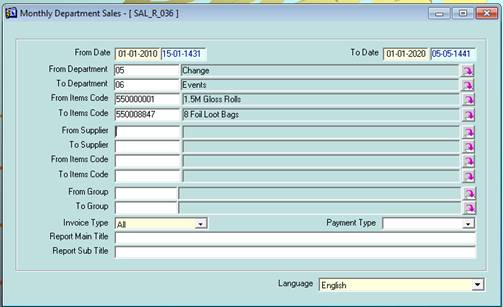 Monthly Department Sales - [ SAL_R_036 ]
From Date 01-01-2010 15-01-1431 To Date 01-01-2020 05-05-1441
From Department 05 Change
To Department 06 Events
From Items Code 550000001 1.5M Gloss Rolls
To Items Code 550008847 8 Foil Loot Bags
From Supplier
To Supplier
From Items Code
To Items Code
From Group
To Group
Invoice Type All Payment Type
Report Main Title
Report Sub Title
Language English